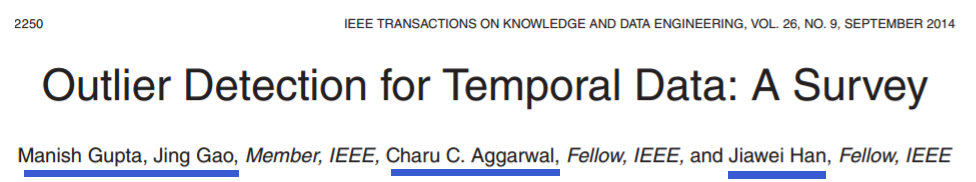 2250
IEEE TRANSACTIONS ON KNOWLEDGE AND DATA ENGINEERING, VOL. 26, NO. 9, SEPTEMBER 2014
Outlier Detection for Temporal Data: A Survey
Manish Gupta, Jing Gao, Member, IEEE, Charu C. Aggarwal, Fellow, IEEE, and Jiawei Han, Fellow, IEEE